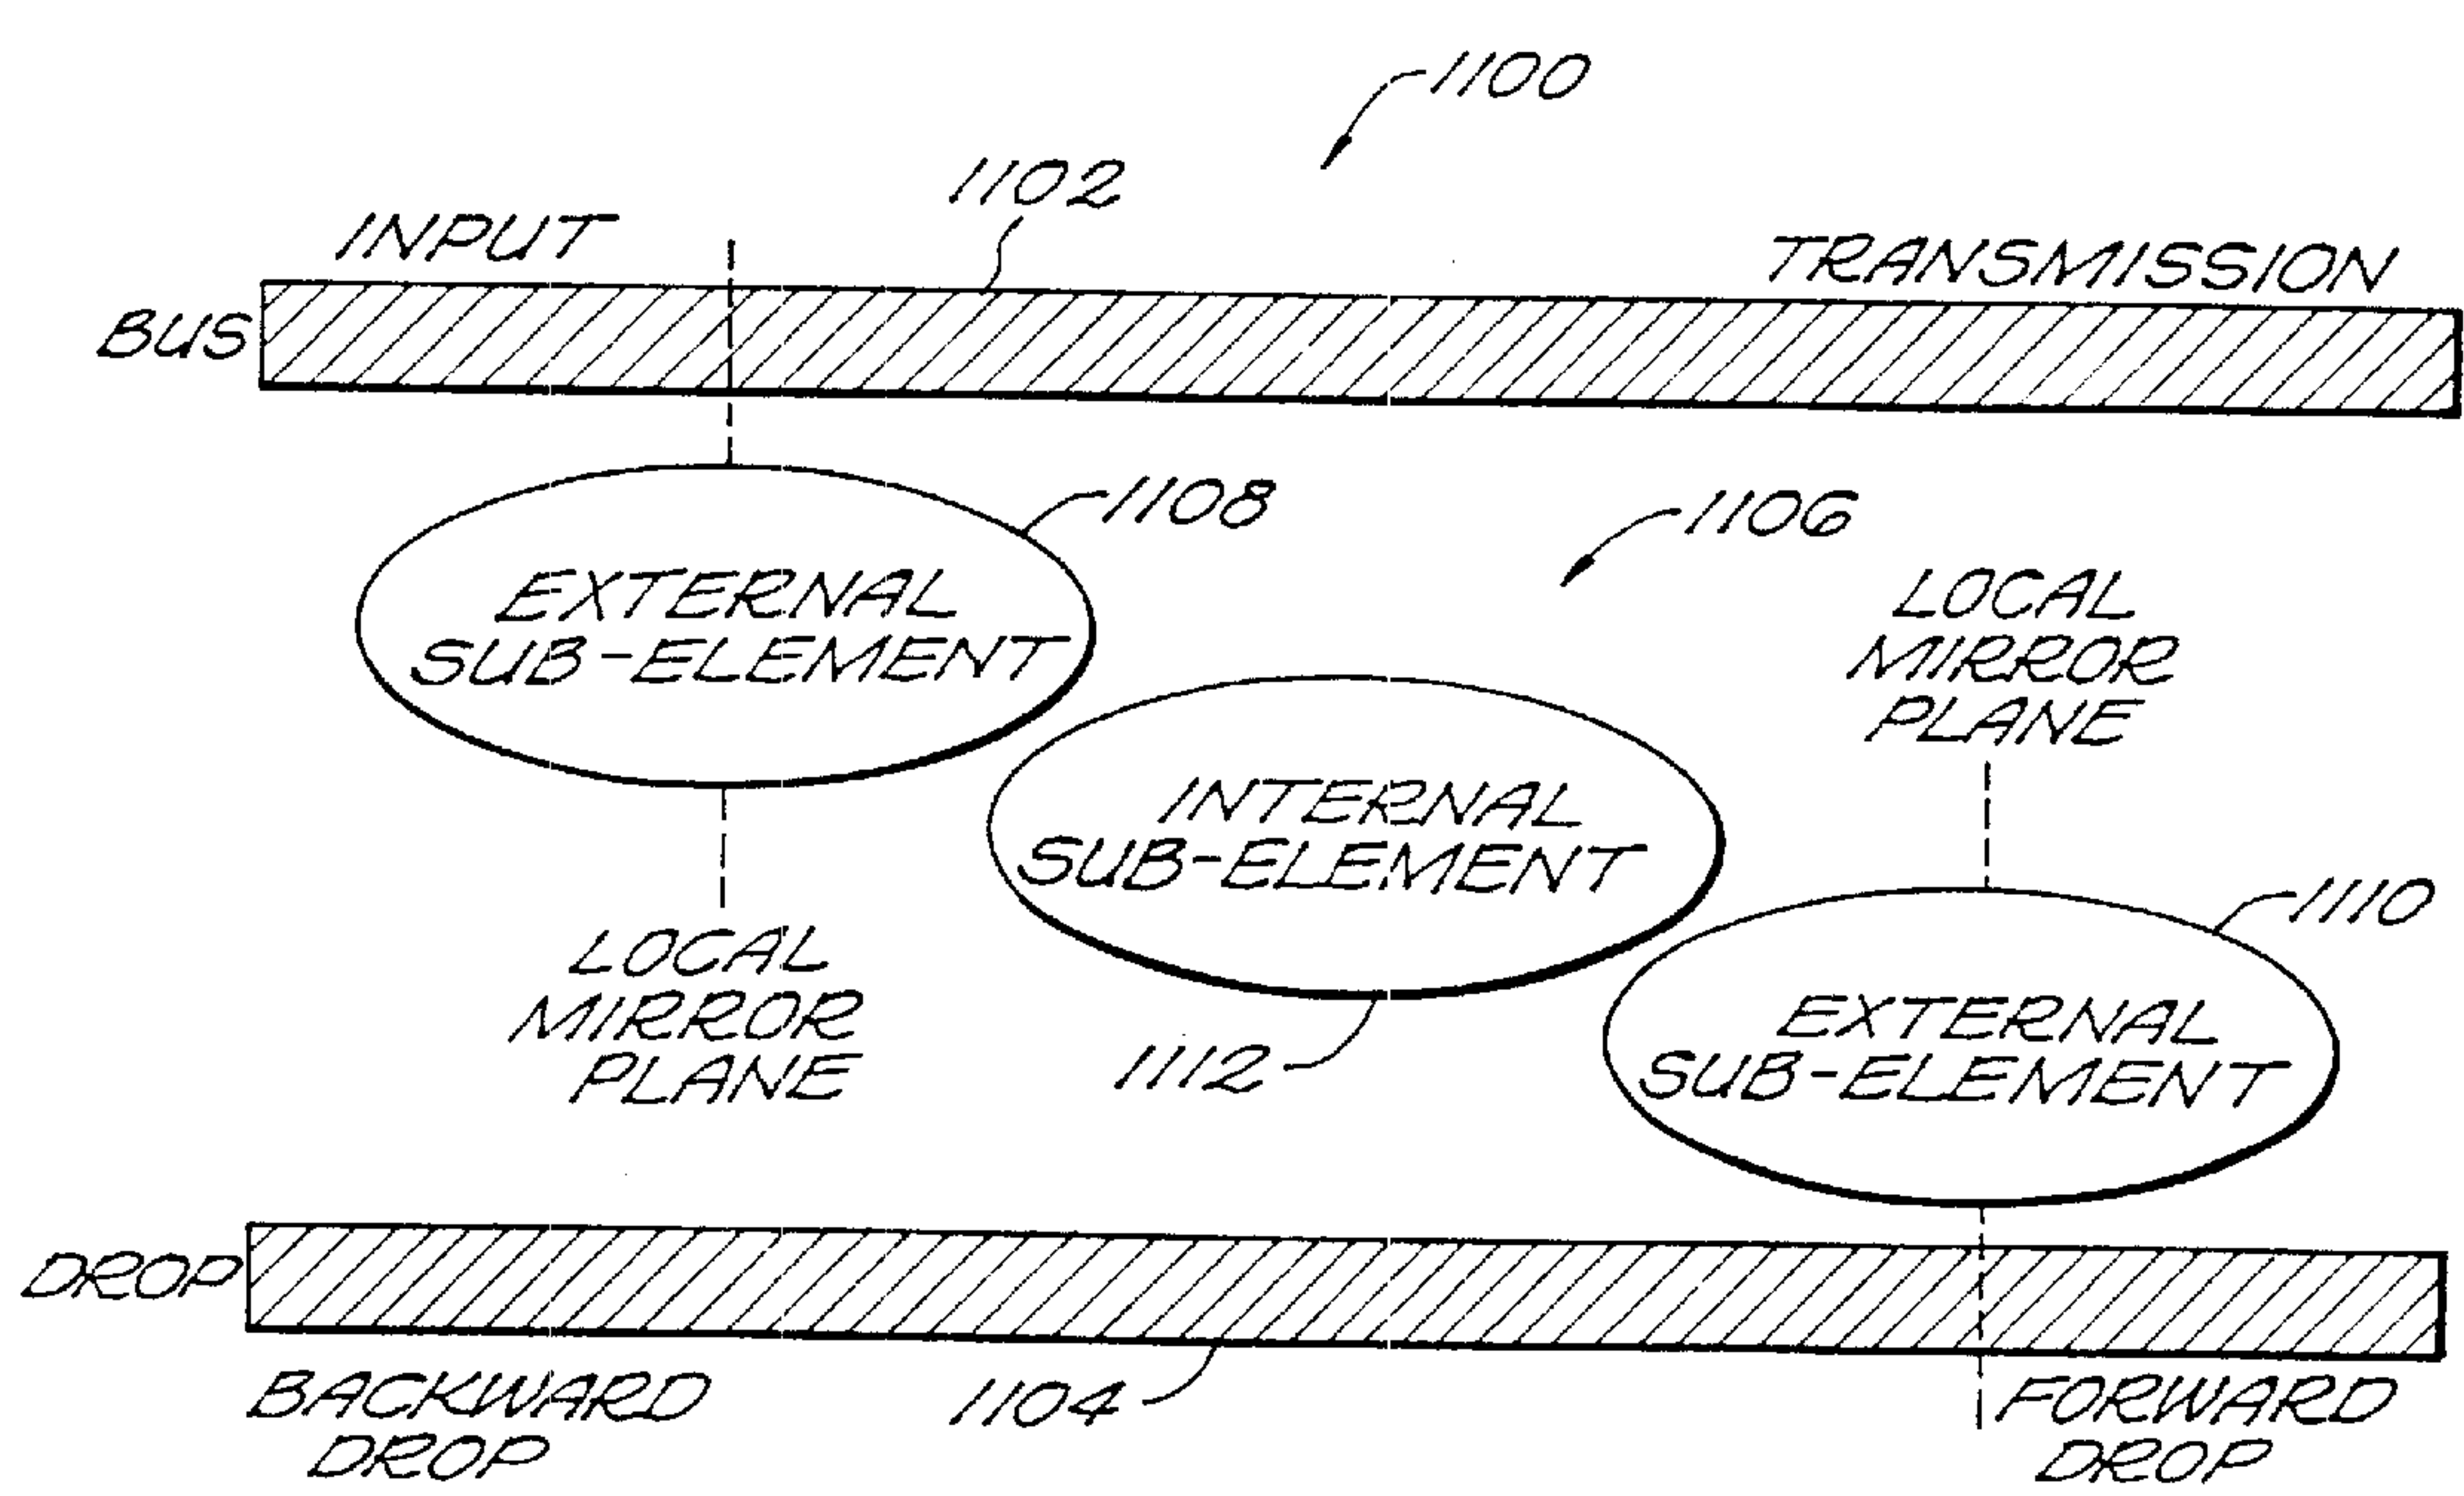 1100
1102
INPUT
TRANSMISSION
BUS
1108
1106
EXTERNAL
SUB-ELEMENT
LOCAL
MIRROR
PLANE
INTERNAL
SUB-ELEMENT
1110
LOCAL
MIRROR
PLANE
EXTERNAL
SUB-ELEMENT
1112
DROP
BACKWARD
DROP
1104
FORWARD
DROP